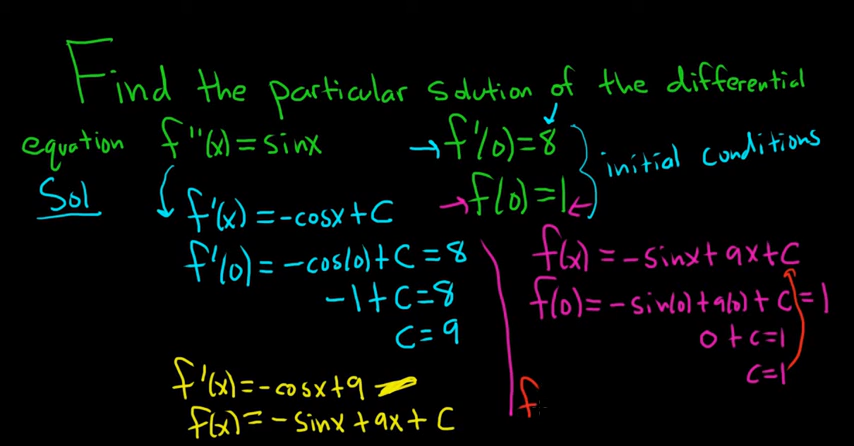 Find the particular solution of the differential
equation f''(x) = sinx → f'(0) = 8
→ f(0) = 1 ←
initial conditions
Sol
f'(x) = -cosx + C
f'(0) = -cos(0) + C = 8
-1 + C = 8
C = 9
f'(x) = -cosx + 9
f(x) = -sinx + 9x + C
f(x) = -sinx + 9x + C
f(0) = -sin(0) + 9(0) + C = 1
0 + C = 1
C = 1
f